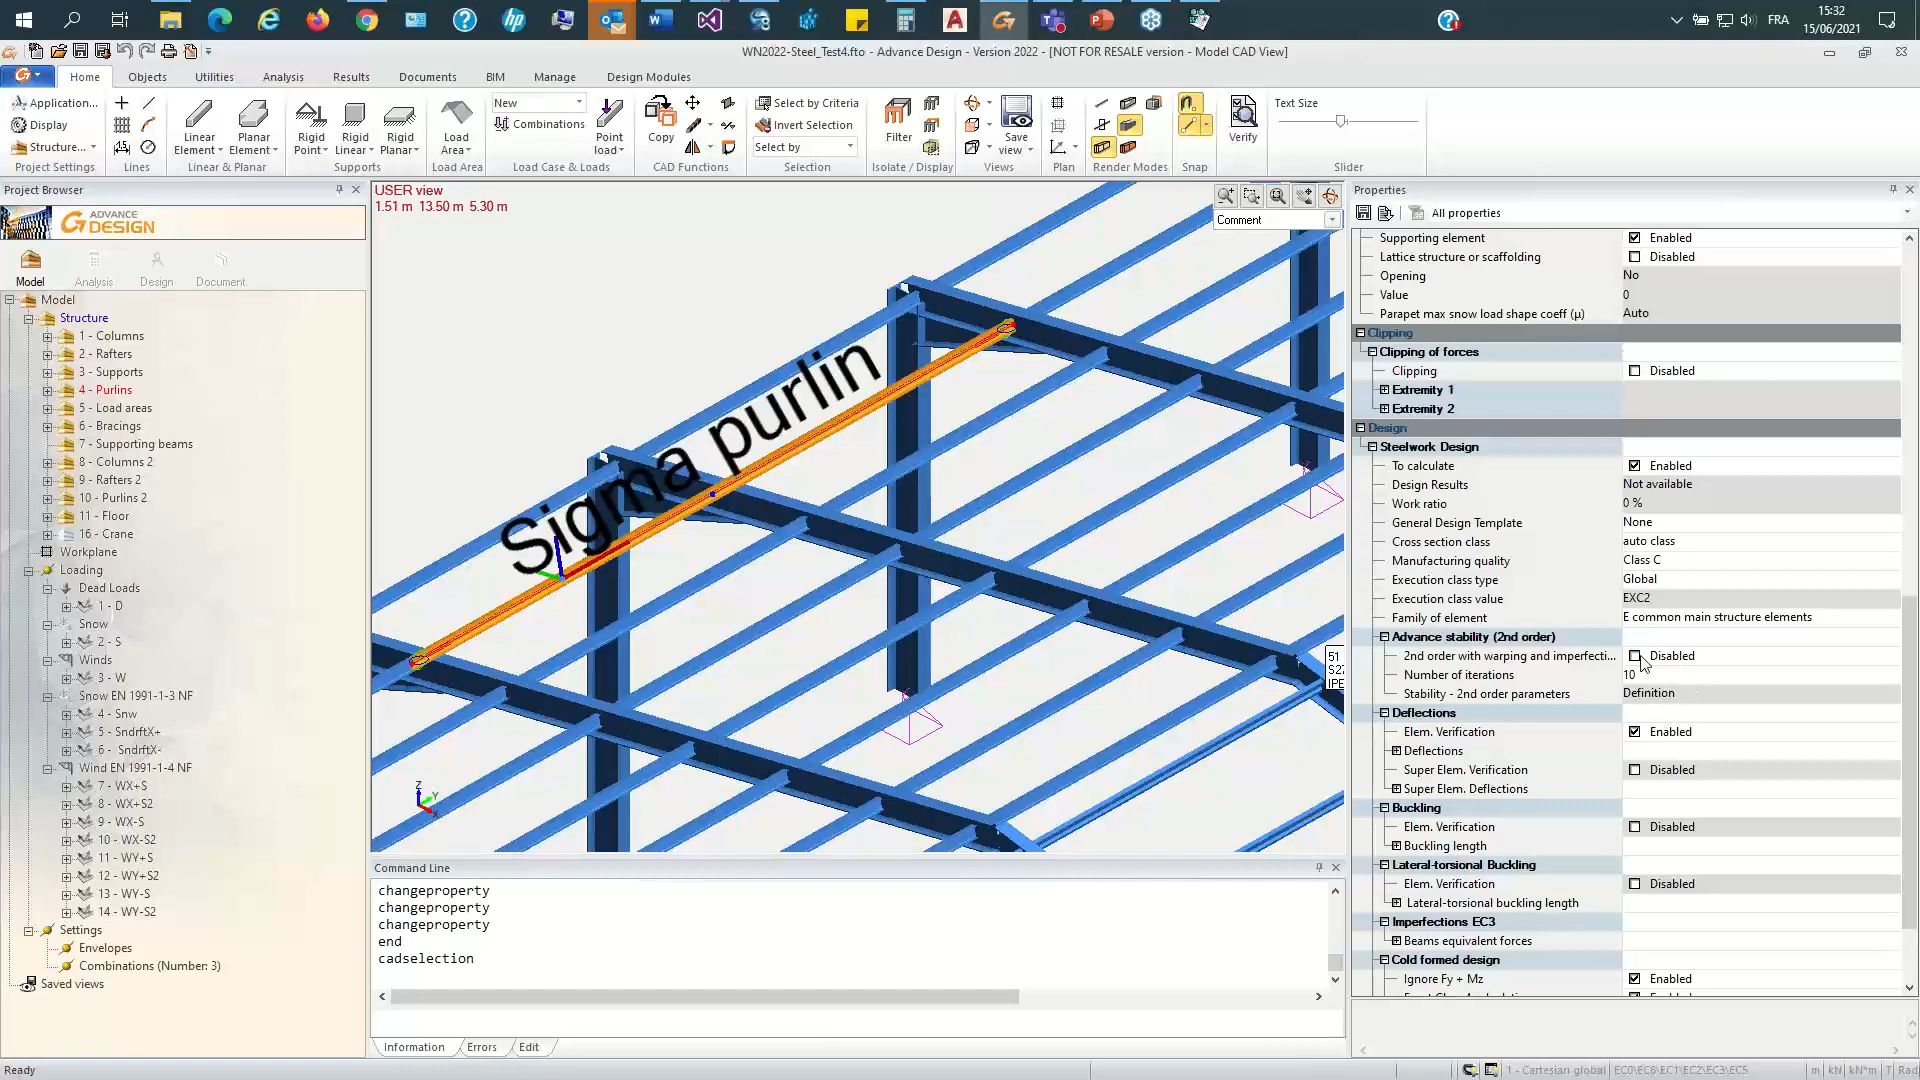 FRA
15:32
15/06/2021
WN2022-Steel_Test4.fto - Advance Design - Version 2022 - [NOT FOR RESALE version - Model CAD View]
Home Objects Utilities Analysis Results Documents BIM Manage Design Modules
Application...
Display
Structure...
Project Settings
Lines
Linear Element
Planar Element
Linear & Planar
Rigid Point
Rigid Linear
Rigid Planar
Supports
Load Area
Load Area
New
Combinations
Point load
Load Case & Loads
Copy
CAD Functions
Select by Criteria
Invert Selection
Select by
Selection
Filter
Isolate / Display
Save view
Views
Plan
Render Modes
Snap
Verify
Text Size
Slider
Project Browser
ADVANCE
DESIGN
Model Analysis Design Document
Model
Structure
1 - Columns
2 - Rafters
3 - Supports
4 - Purlins
5 - Load areas
6 - Bracings
7 - Supporting beams
8 - Columns 2
9 - Rafters 2
10 - Purlins 2
11 - Floor
16 - Crane
Workplane
Loading
Dead Loads
1 - D
Snow
2 - S
Winds
3 - W
Snow EN 1991-1-3 NF
4 - Snw
5 - SndrftX+
6 - SndrftX-
Wind EN 1991-1-4 NF
7 - WX+S
8 - WX+S2
9 - WX-S
10 - WX-S2
11 - WY+S
12 - WY+S2
13 - WY-S
14 - WY-S2
Settings
Envelopes
Combinations (Number: 3)
Saved views
USER view
1.51 m 13.50 m 5.30 m
Comment
Sigma purlin
51
S27
IPE
Z
Y
X
Command Line
changeproperty
changeproperty
changeproperty
end
cadselection
Information Errors Edit
Properties
All properties
Supporting element Enabled
Lattice structure or scaffolding Disabled
Opening No
Value 0
Parapet max snow load shape coeff (µ) Auto
Clipping
Clipping of forces
Clipping Disabled
Extremity 1
Extremity 2
Design
Steelwork Design
To calculate Enabled
Design Results Not available
Work ratio 0 %
General Design Template None
Cross section class auto class
Manufacturing quality Class C
Execution class type Global
Execution class value EXC2
Family of element E common main structure elements
Advance stability (2nd order)
2nd order with warping and imperfecti... Disabled
Number of iterations 10
Stability - 2nd order parameters Definition
Deflections
Elem. Verification Enabled
Deflections
Super Elem. Verification Disabled
Super Elem. Deflections
Buckling
Elem. Verification Disabled
Buckling length
Lateral-torsional Buckling
Elem. Verification Disabled
Lateral-torsional buckling length
Imperfections EC3
Beams equivalent forces
Cold formed design
Ignore Fy + Mz Enabled
Ready
1 - Cartesian global EC0\EC8\EC1\EC2\EC3\EC5 m kN kN*m T Rad